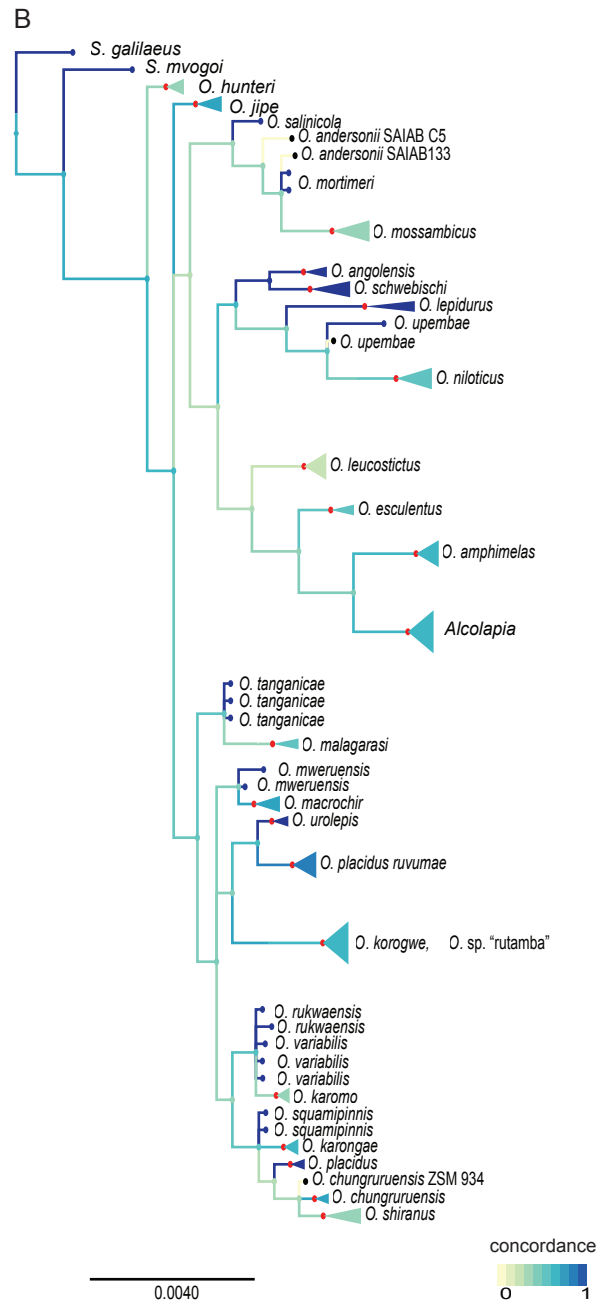 B
S. galilaeus
S. mvogoi
O. hunteri
O. jipe
O. salinicola
O. andersonii SAIAB C5
O. andersonii SAIAB133
O. mortimeri
O. mossambicus
O. angolensis
O. schwebischi
O. lepidurus
O. upembae
O. upembae
O. niloticus
O. leucostictus
O. esculentus
O. amphimelas
Alcolapia
O. tanganicae
O. tanganicae
O. tanganicae
O. malagarasi
O. mweruensis
O. mweruensis
O. macrochir
O. urolepis
O. placidus ruvumae
O. korogwe, O. sp. “rutamba”
O. rukwaensis
O. rukwaensis
O. variabilis
O. variabilis
O. variabilis
O. karomo
O. squamipinnis
O. squamipinnis
O. karongae
O. placidus
O. chungruruensis ZSM 934
O. chungruruensis
O. shiranus
concordance
0 1
0.0040